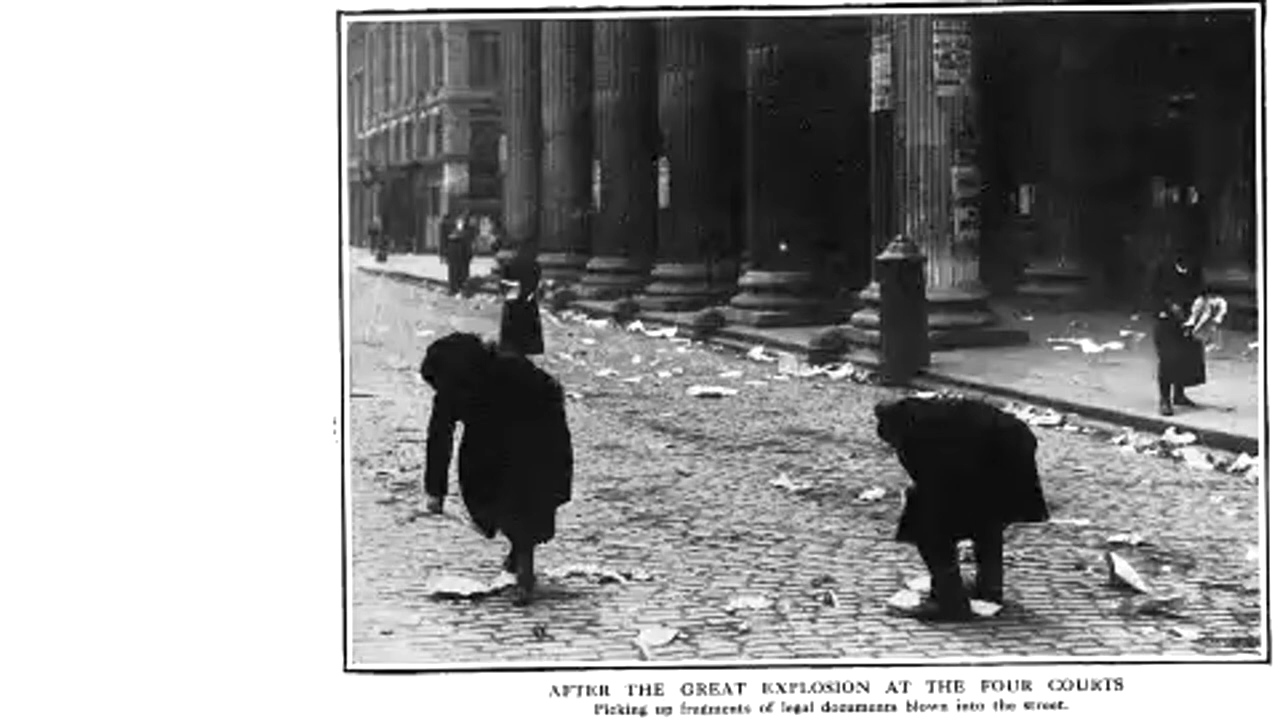 AFTER THE GREAT EXPLOSION AT THE FOUR COURTS
Picking up fragments of legal documents blown into the street.